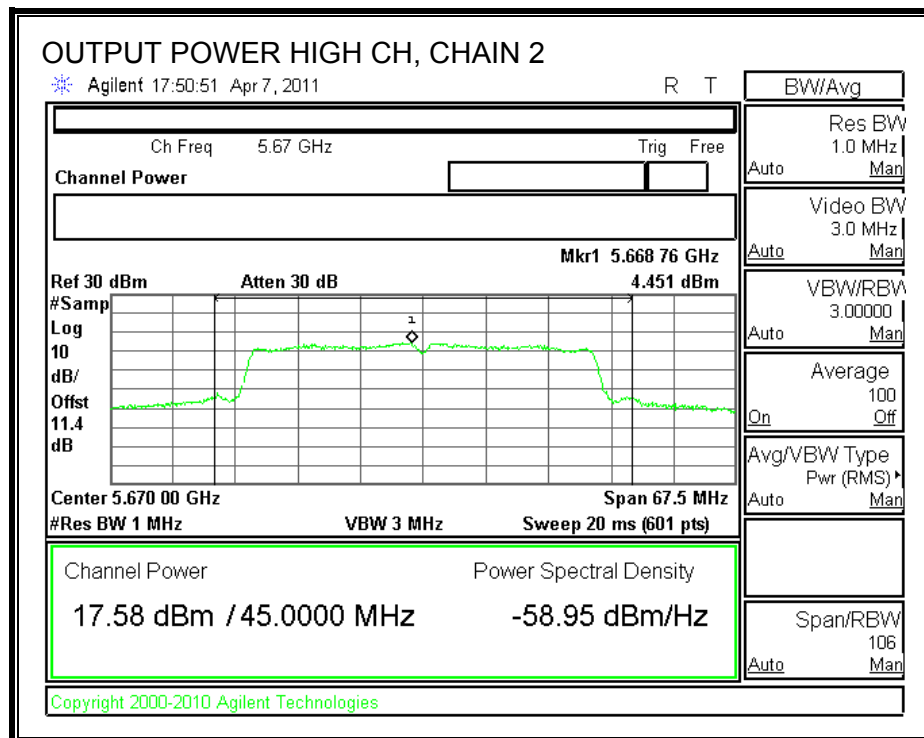 OUTPUT POWER HIGH CH, CHAIN 2
Agilent 17:50:51 Apr 7, 2011 R T
BW/Avg
Ch Freq 5.67 GHz Trig Free
Channel Power
Res BW
1.0 MHz
Auto Man
Video BW
3.0 MHz
Auto Man
Mkr1 5.668 76 GHz
Ref 30 dBm Atten 30 dB 4.451 dBm
#Samp
Log
10
dB/
Offst
11.4
dB
1
VBW/RBW
3.00000
Auto Man
Average
100
On Off
Avg/VBW Type
Pwr (RMS)
Auto Man
Center 5.670 00 GHz Span 67.5 MHz
#Res BW 1 MHz VBW 3 MHz Sweep 20 ms (601 pts)
Channel Power Power Spectral Density
17.58 dBm / 45.0000 MHz -58.95 dBm/Hz
Span/RBW
106
Auto Man
Copyright 2000-2010 Agilent Technologies